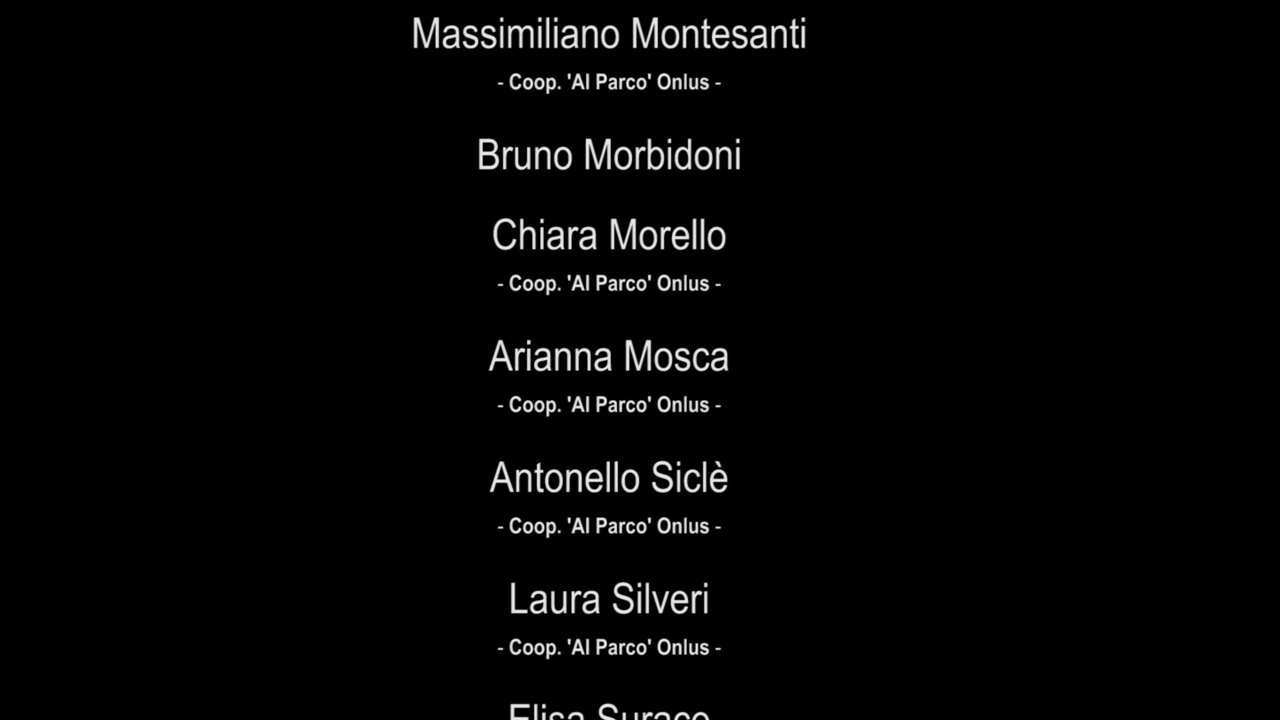 Massimiliano Montesanti
- Coop. 'Al Parco' Onlus -
Bruno Morbidoni
Chiara Morello
- Coop. 'Al Parco' Onlus -
Arianna Mosca
- Coop. 'Al Parco' Onlus -
Antonello Siclè
- Coop. 'Al Parco' Onlus -
Laura Silveri
- Coop. 'Al Parco' Onlus -
Elisa